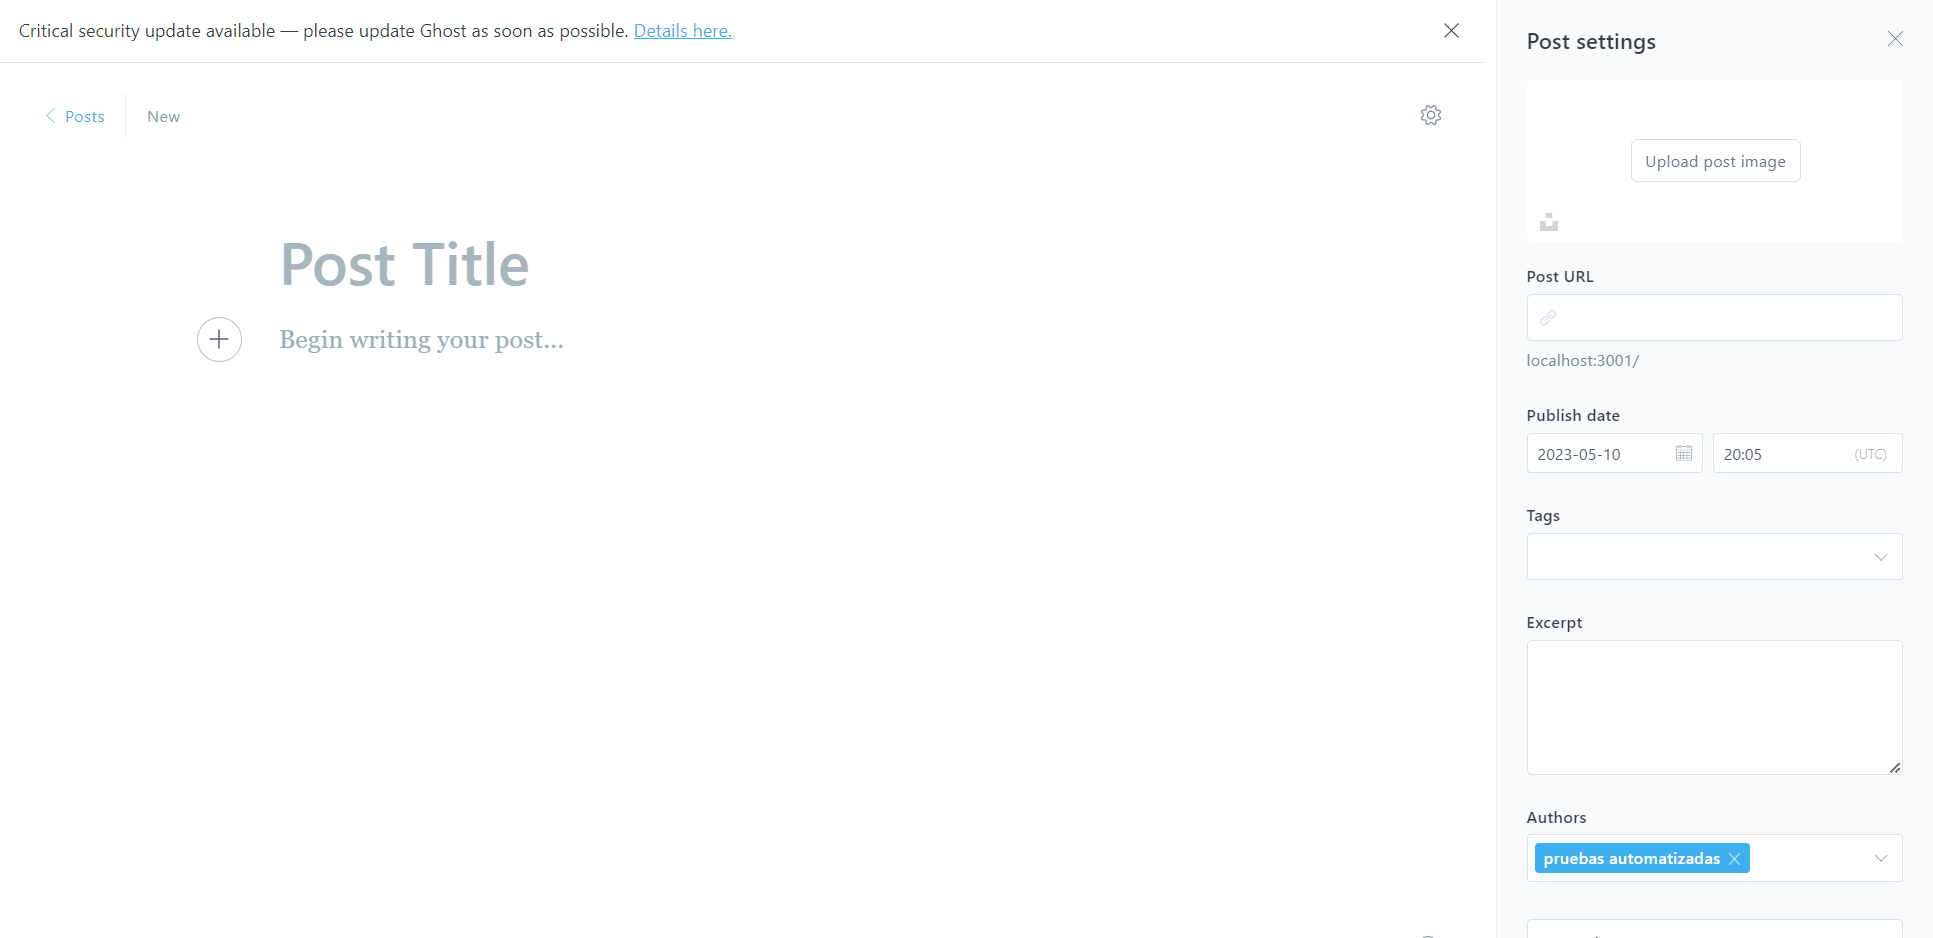 Critical security update available — please update Ghost as soon as possible. Details here.
Posts
New
Post Title
Begin writing your post...
Post settings
Upload post image
Post URL
localhost:3001/
Publish date
2023-05-10
20:05
(UTC)
Tags
Excerpt
Authors
pruebas automatizadas